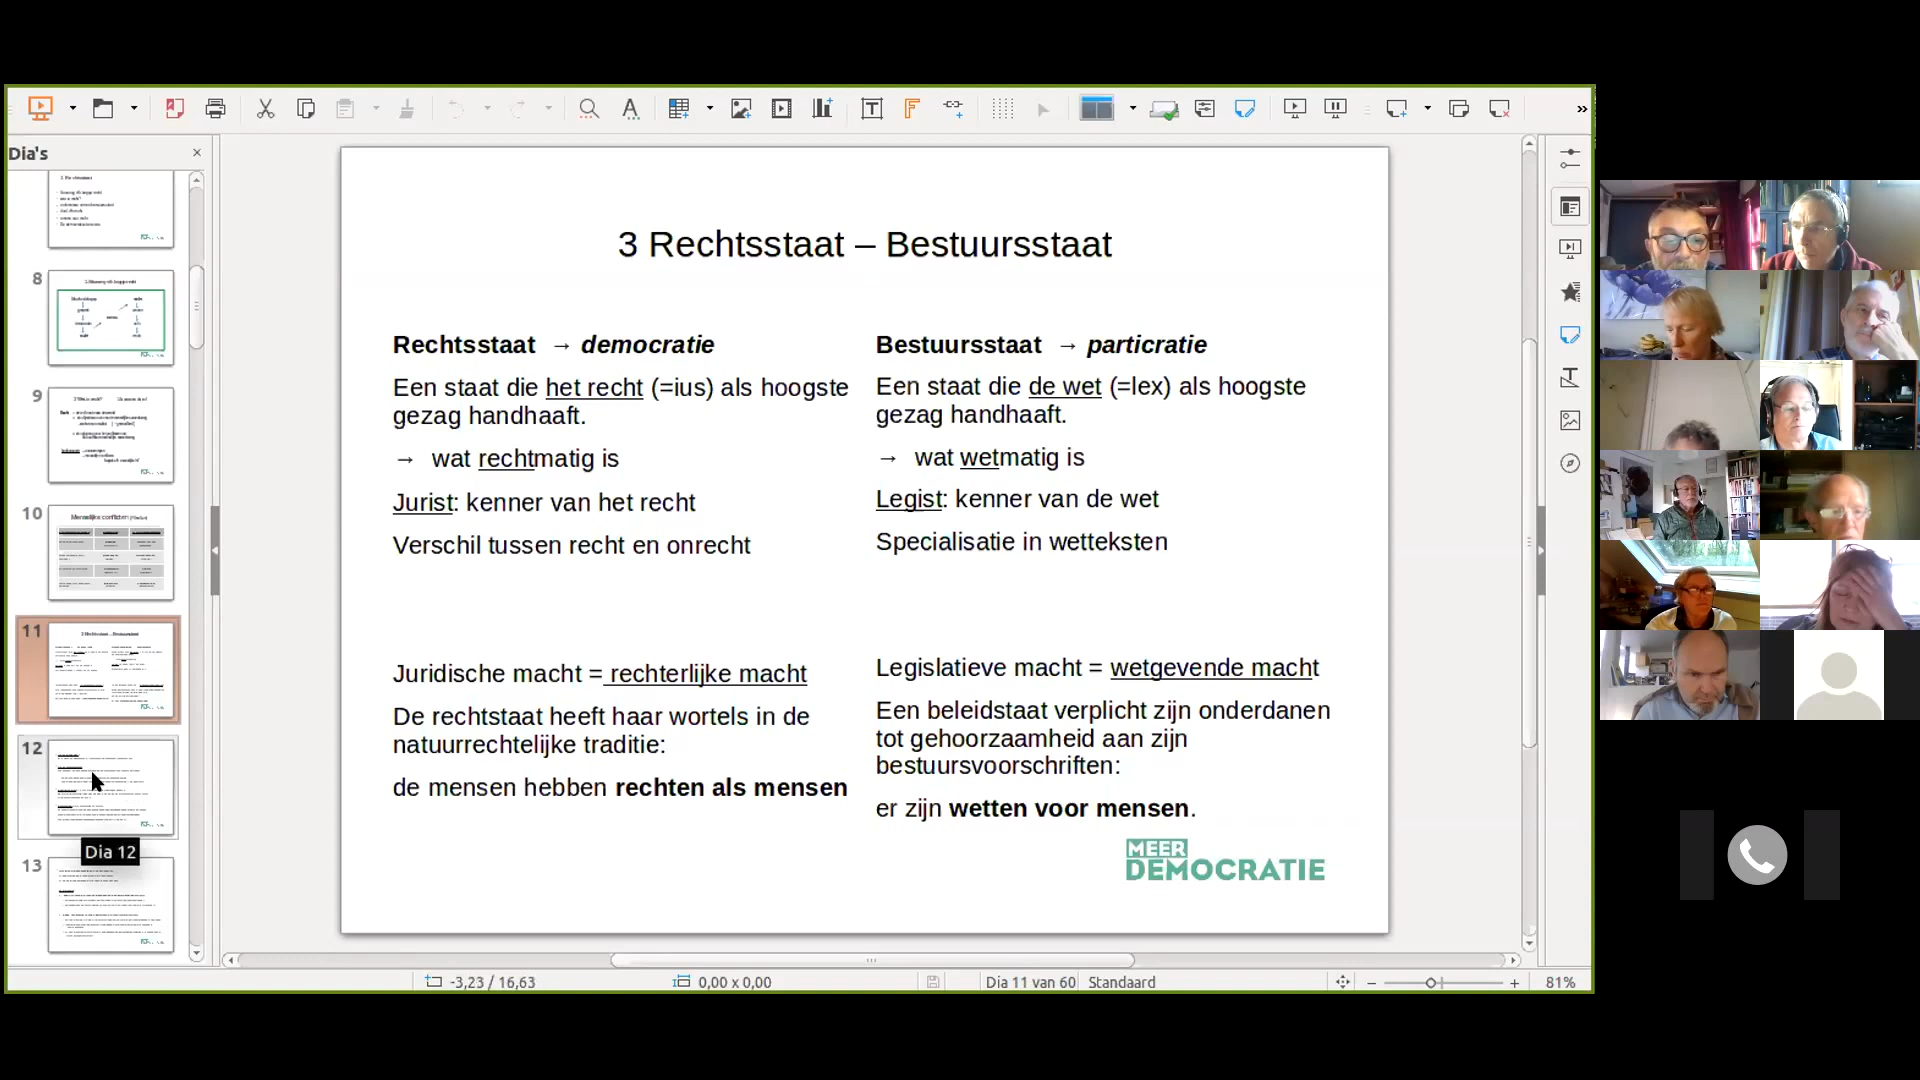 Dia's
8
9
10
Menselijke conflicten
11
3 Rechtsstaat – Bestuursstaat
12
Dia 12
13
3 Rechtsstaat – Bestuursstaat
Rechtsstaat → democratie
Een staat die het recht (=ius) als hoogste
gezag handhaaft.
→ wat rechtmatig is
Jurist: kenner van het recht
Verschil tussen recht en onrecht
Juridische macht = rechterlijke macht
De rechtstaat heeft haar wortels in de
natuurrechtelijke traditie:
de mensen hebben rechten als mensen
Bestuursstaat → particratie
Een staat die de wet (=lex) als hoogste
gezag handhaaft.
→ wat wetmatig is
Legist: kenner van de wet
Specialisatie in wetteksten
Legislatieve macht = wetgevende macht
Een beleidstaat verplicht zijn onderdanen
tot gehoorzaamheid aan zijn
bestuursvoorschriften:
er zijn wetten voor mensen.
MEER
DEMOCRATIE
-3,23 / 16,63
0,00 x 0,00
Dia 11 van 60
Standaard
81%